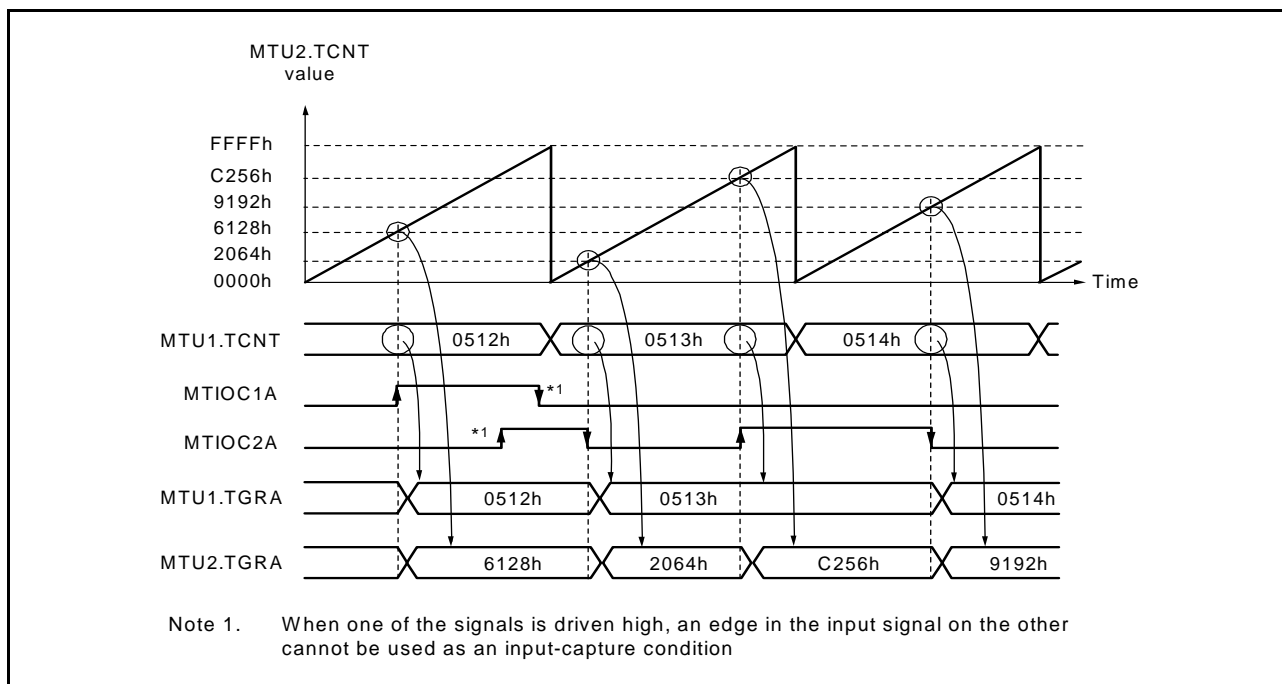 MTU2.TCNT
value
FFFFh
C256h
9192h
6128h
2064h
0000h
Time
MTU1.TCNT 0512h 0513h 0514h
MTIOC1A *1
MTIOC2A *1
MTU1.TGRA 0512h 0513h 0514h
MTU2.TGRA 6128h 2064h C256h 9192h
Note 1. When one of the signals is driven high, an edge in the input signal on the other
cannot be used as an input-capture condition